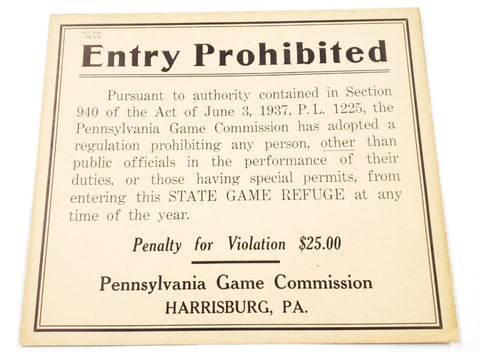 Entry Prohibited
Pursuant to authority contained in Section
940 of the Act of June 3, 1937, P. L. 1225, the
Pennsylvania Game Commission has adopted a
regulation prohibiting any person, other than
public officials in the performance of their
duties, or those having special permits, from
entering this STATE GAME REFUGE at any
time of the year.
Penalty for Violation $25.00
Pennsylvania Game Commission
HARRISBURG, PA.